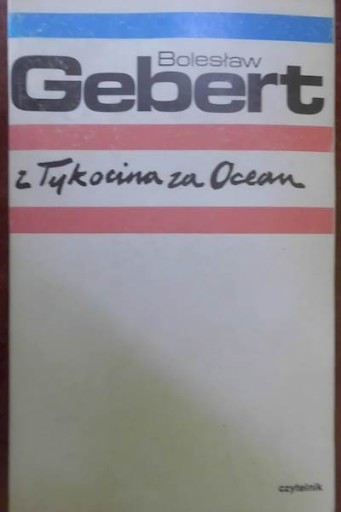 Bolesław
Gebert
z Tykocina za Ocean
czytelnik